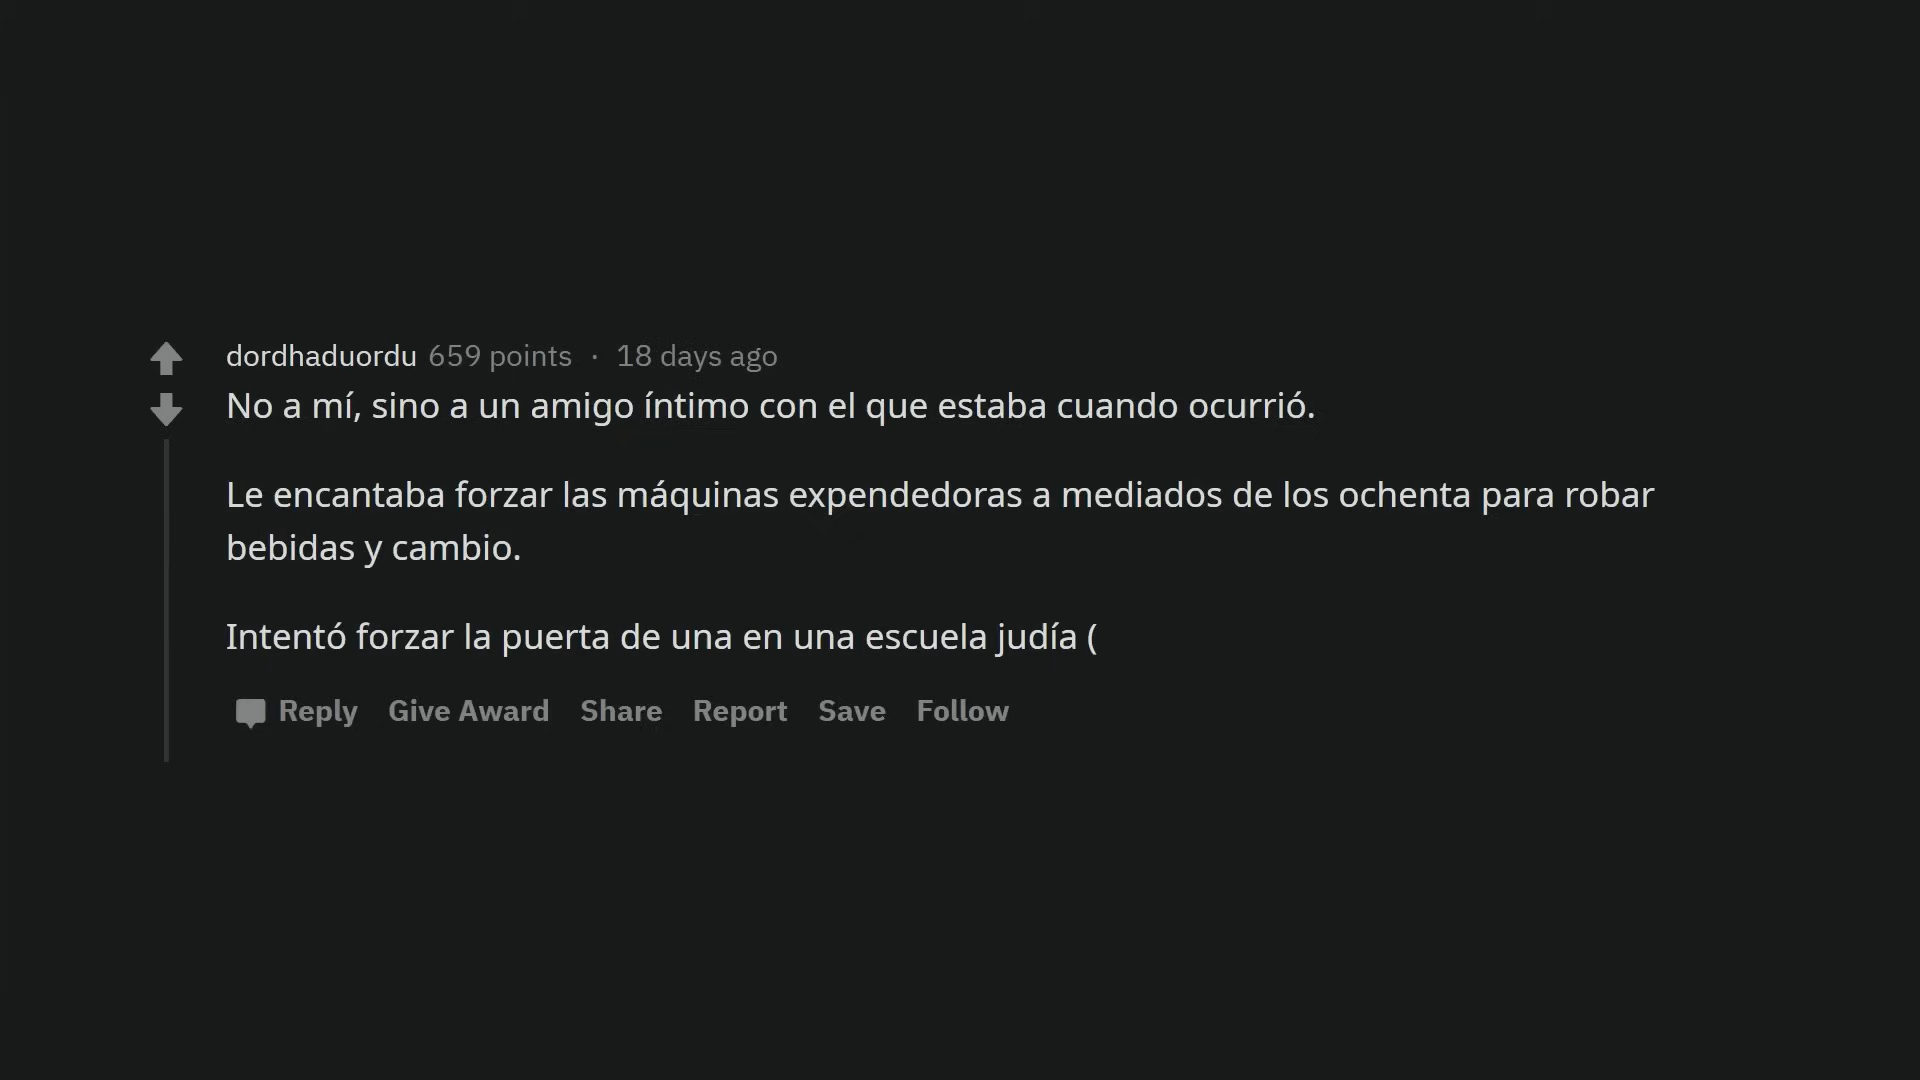 dordhaduordu 659 points · 18 days ago
No a mí, sino a un amigo íntimo con el que estaba cuando ocurrió.
Le encantaba forzar las máquinas expendedoras a mediados de los ochenta para robar
bebidas y cambio.
Intentó forzar la puerta de una en una escuela judía (
Reply Give Award Share Report Save Follow